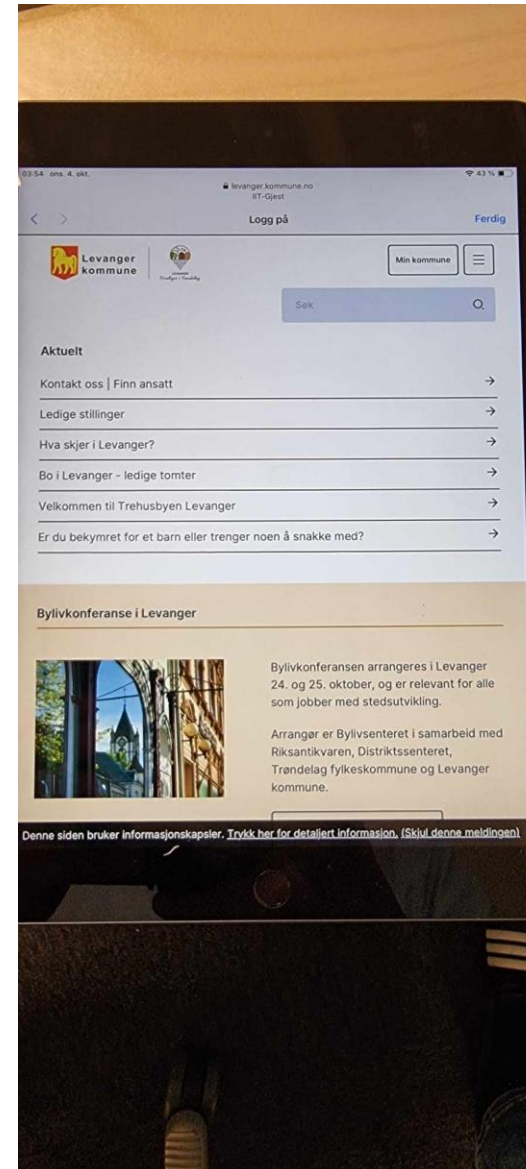 03:54 ons. 4. okt.
43 %
levanger.kommune.no
IIT-Gjest
Logg på
Ferdig
Levanger
kommune
Min kommune
Søk
Aktuelt
Kontakt oss | Finn ansatt
Ledige stillinger
Hva skjer i Levanger?
Bo i Levanger - ledige tomter
Velkommen til Trehusbyen Levanger
Er du bekymret for et barn eller trenger noen å snakke med?
Bylivkonferanse i Levanger
Bylivkonferansen arrangeres i Levanger
24. og 25. oktober, og er relevant for alle
som jobber med stedsutvikling.
Arrangør er Bylivsenteret i samarbeid med
Riksantikvaren, Distriktssenteret,
Trøndelag fylkeskommune og Levanger
kommune.
Denne siden bruker informasjonskapsler. Trykk her for detaljert informasjon. (Skjul denne meldingen)